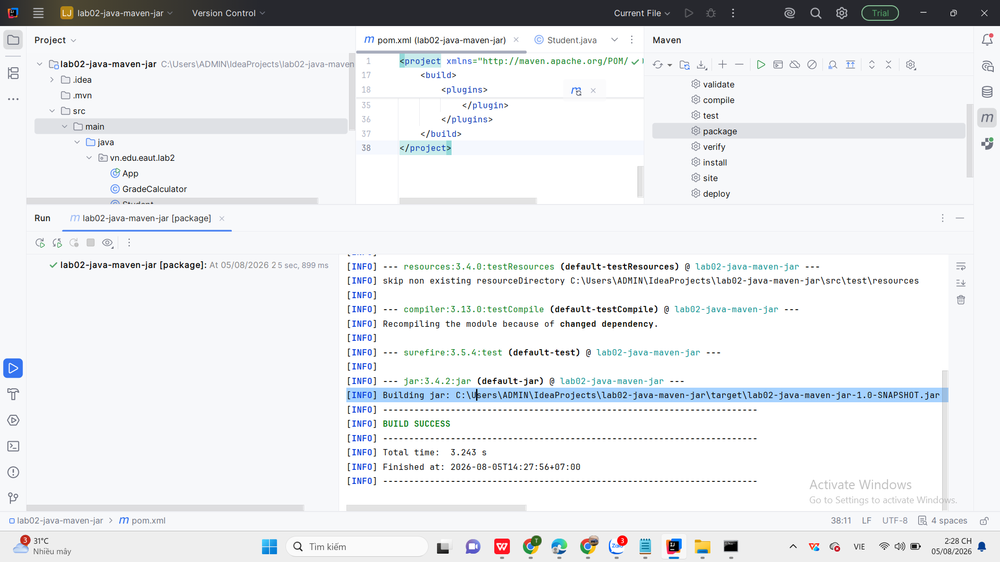 LJ lab02-java-maven-jar Version Control Current File Trial
Project
lab02-java-maven-jar C:\Users\ADMIN\IdeaProjects\lab02-java-maven
.idea
.mvn
src
main
java
vn.edu.eaut.lab2
App
GradeCalculator
Student
m pom.xml (lab02-java-maven-jar) Student.java
1 <project xmlns="http://maven.apache.org/POM/
17 <build>
18 <plugins>
35 </plugin>
36 </plugins>
37 </build>
38 </project>
Maven
validate
compile
test
package
verify
install
site
deploy
Run m lab02-java-maven-jar [package]
lab02-java-maven-jar [package]: At 05/08/2026 2 5 sec, 899 ms
[INFO] --- resources:3.4.0:testResources (default-testResources) @ lab02-java-maven-jar ---
[INFO] skip non existing resourceDirectory C:\Users\ADMIN\IdeaProjects\lab02-java-maven-jar\src\test\resources
[INFO]
[INFO] --- compiler:3.13.0:testCompile (default-testCompile) @ lab02-java-maven-jar ---
[INFO] Recompiling the module because of changed dependency.
[INFO]
[INFO] --- surefire:3.5.4:test (default-test) @ lab02-java-maven-jar ---
[INFO]
[INFO] --- jar:3.4.2:jar (default-jar) @ lab02-java-maven-jar ---
[INFO] Building jar: C:\Users\ADMIN\IdeaProjects\lab02-java-maven-jar\target\lab02-java-maven-jar-1.0-SNAPSHOT.jar
[INFO] ------------------------------------------------------------------------
[INFO] BUILD SUCCESS
[INFO] ------------------------------------------------------------------------
[INFO] Total time:  3.243 s
[INFO] Finished at: 2026-08-05T14:27:56+07:00
[INFO] ------------------------------------------------------------------------
Activate Windows
Go to Settings to activate Windows.
lab02-java-maven-jar > m pom.xml
38:11 LF UTF-8 4 spaces
3 31°C
Nhiều mây
Tìm kiếm
T
Zalo 3
VIE
2:28 CH
05/08/2026